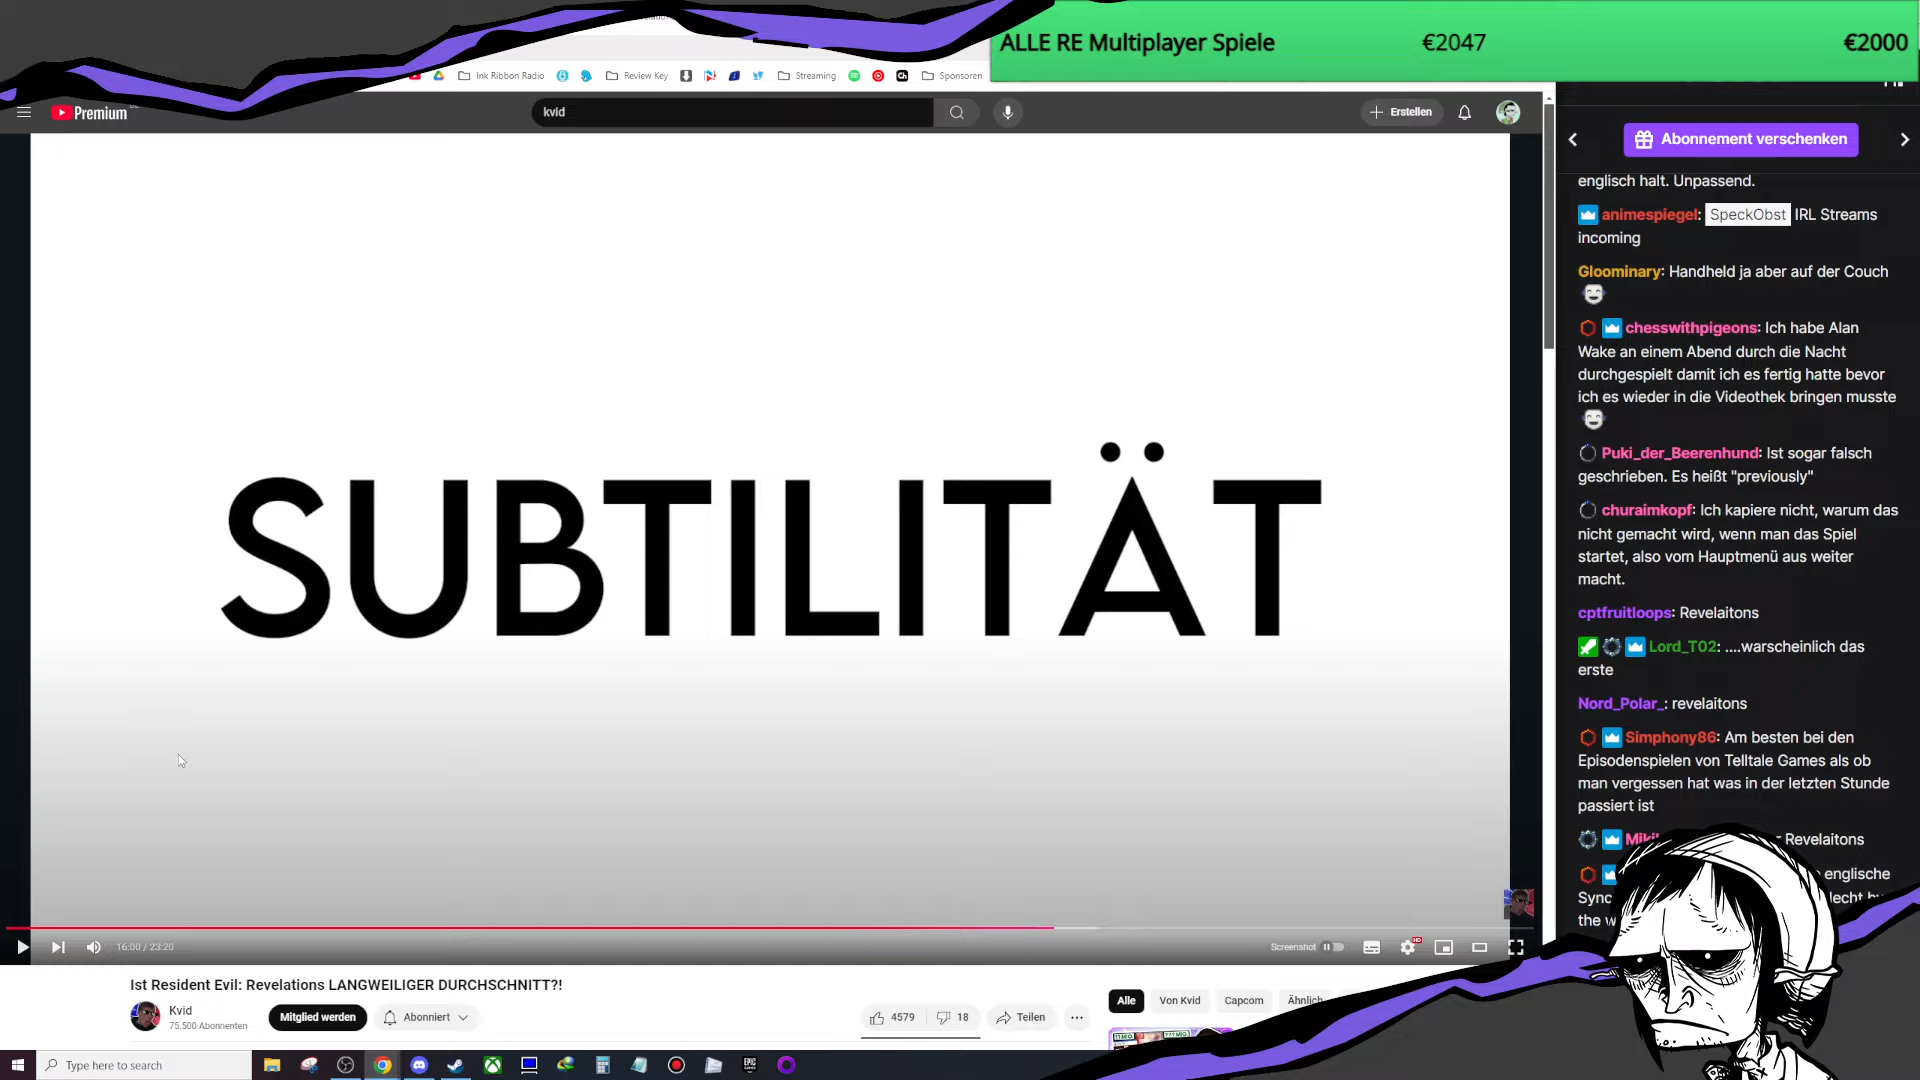 ALLE RE Multiplayer Spiele €2047 €2000
Ink Ribbon Radio Review Key Streaming Sponsoren
Premium kvid Erstellen
Abonnement verschenken
SUBTILITÄT
16:00 / 23:20 Screenshot HD
Ist Resident Evil: Revelations LANGWEILIGER DURCHSCHNITT?!
Kvid
75.500 Abonnenten
Mitglied werden Abonniert 4579 18 Teilen
Alle Von Kvid Capcom Ähnlich
englisch halt. Unpassend.
animespiegel: SpeckObst IRL Streams
incoming
Gloominary: Handheld ja aber auf der Couch
chesswithpigeons: Ich habe Alan
Wake an einem Abend durch die Nacht
durchgespielt damit ich es fertig hatte bevor
ich es wieder in die Videothek bringen musste
Puki_der_Beerenhund: Ist sogar falsch
geschrieben. Es heißt "previously"
churaimkopf: Ich kapiere nicht, warum das
nicht gemacht wird, wenn man das Spiel
startet, also vom Hauptmenü aus weiter
macht.
cptfruitloops: Revelaitons
Lord_T02: ....warscheinlich das
erste
Nord_Polar_: revelaitons
Simphony86: Am besten bei den
Episodenspielen von Telltale Games als ob
man vergessen hat was in der letzten Stunde
passiert ist
Revelaitons
englische
the
Type here to search